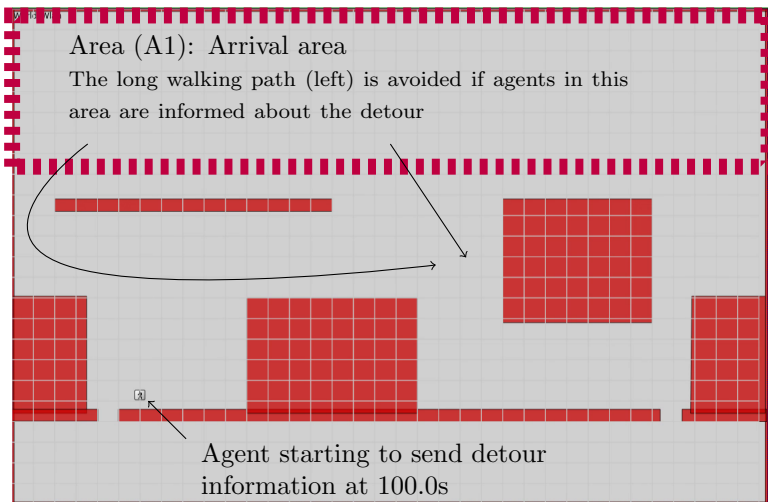 Area (A1): Arrival area
The long walking path (left) is avoided if agents in this
area are informed about the detour
Agent starting to send detour
information at 100.0s